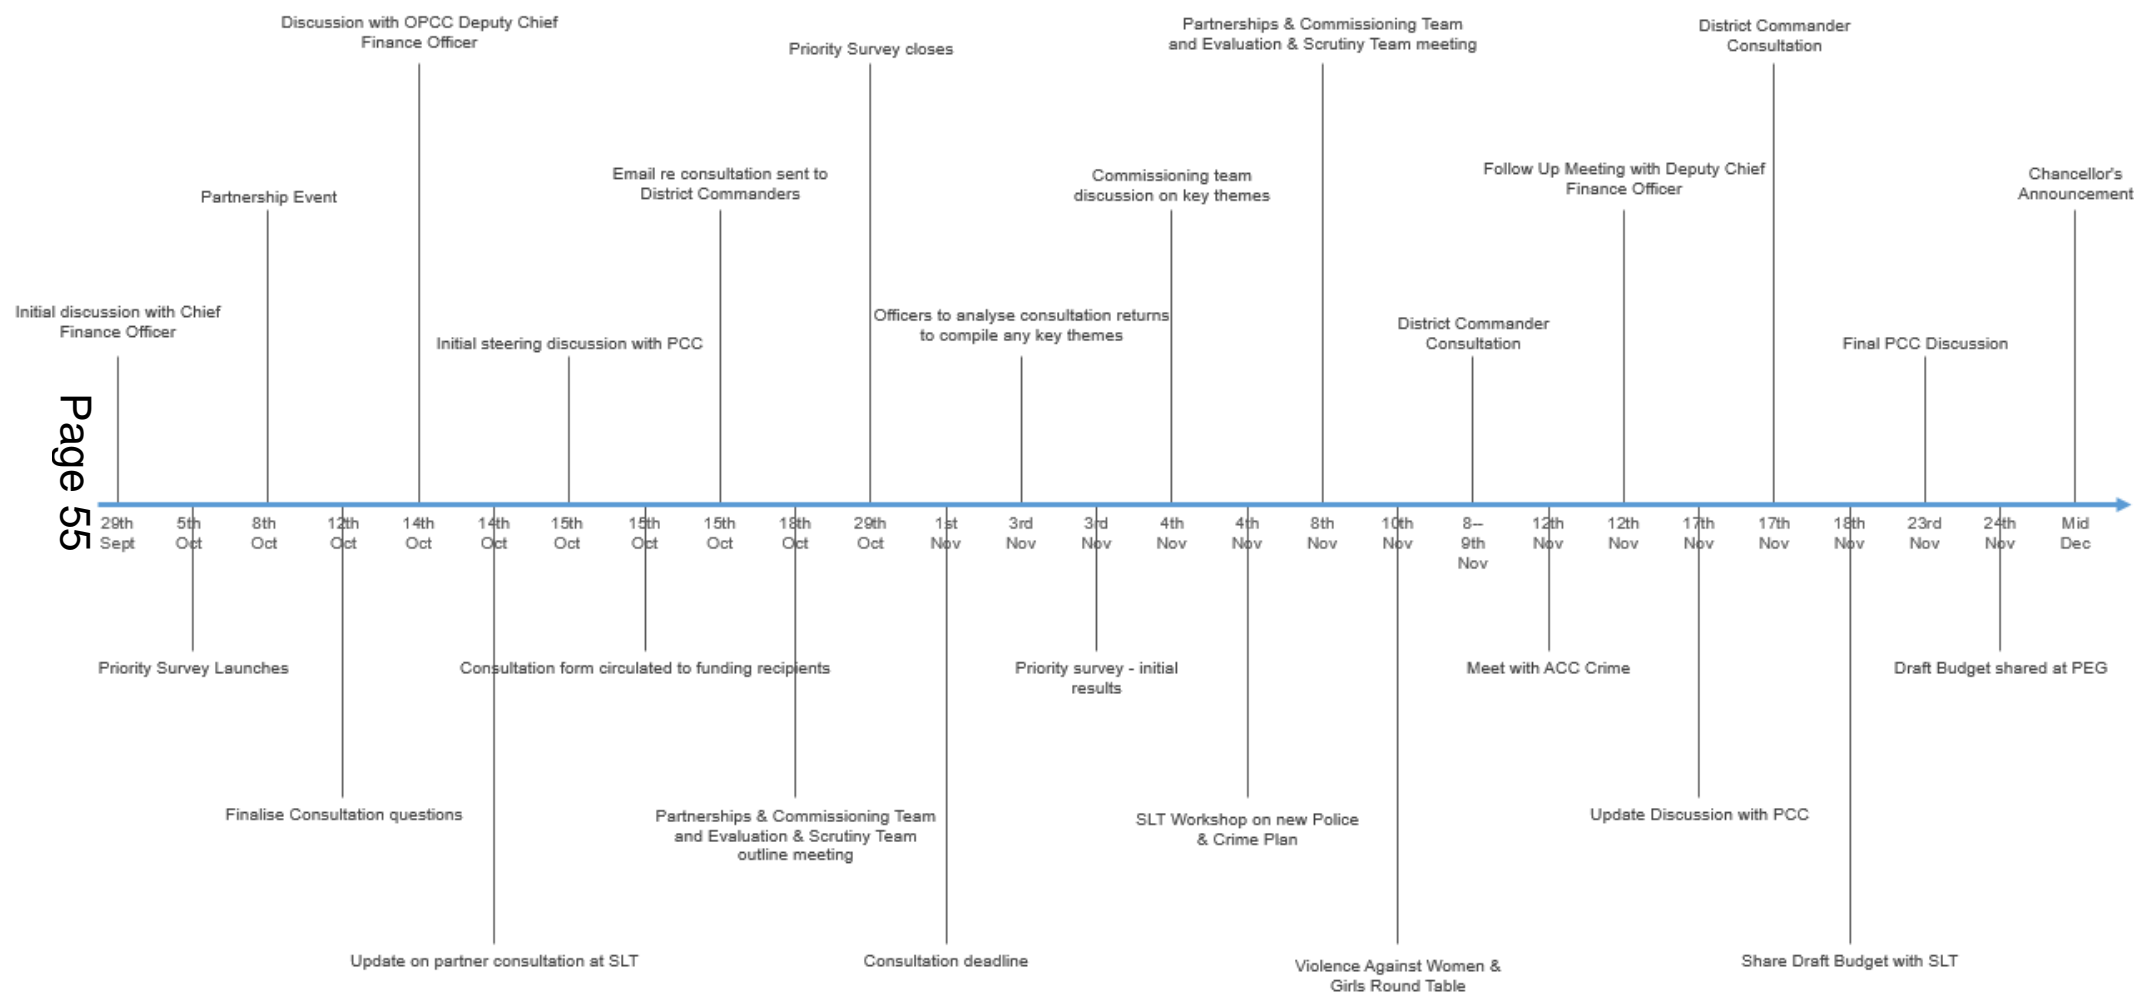 Discussion with OPCC Deputy Chief
Finance Officer
Priority Survey closes
Partnerships & Commissioning Team
and Evaluation & Scrutiny Team meeting
District Commander
Consultation
Partnership Event
Email re consultation sent to
District Commanders
Commissioning team
discussion on key themes
Follow Up Meeting with Deputy Chief
Finance Officer
Chancellor's
Announcement
Initial discussion with Chief
Finance Officer
Initial steering discussion with PCC
Officers to analyse consultation returns
to compile any key themes
District Commander
Consultation
Final PCC Discussion
Page 55
29th
Sept
5th
Oct
8th
Oct
12th
Oct
14th
Oct
14th
Oct
15th
Oct
15th
Oct
15th
Oct
18th
Oct
29th
Oct
1st
Nov
3rd
Nov
3rd
Nov
4th
Nov
4th
Nov
8th
Nov
10th
Nov
8--
9th
Nov
12th
Nov
12th
Nov
17th
Nov
17th
Nov
18th
Nov
23rd
Nov
24th
Nov
Mid
Dec
Priority Survey Launches
Consultation form circulated to funding recipients
Priority survey - initial
results
Meet with ACC Crime
Draft Budget shared at PEG
Finalise Consultation questions
Partnerships & Commissioning Team
and Evaluation & Scrutiny Team
outline meeting
SLT Workshop on new Police
& Crime Plan
Update Discussion with PCC
Update on partner consultation at SLT
Consultation deadline
Violence Against Women &
Girls Round Table
Share Draft Budget with SLT